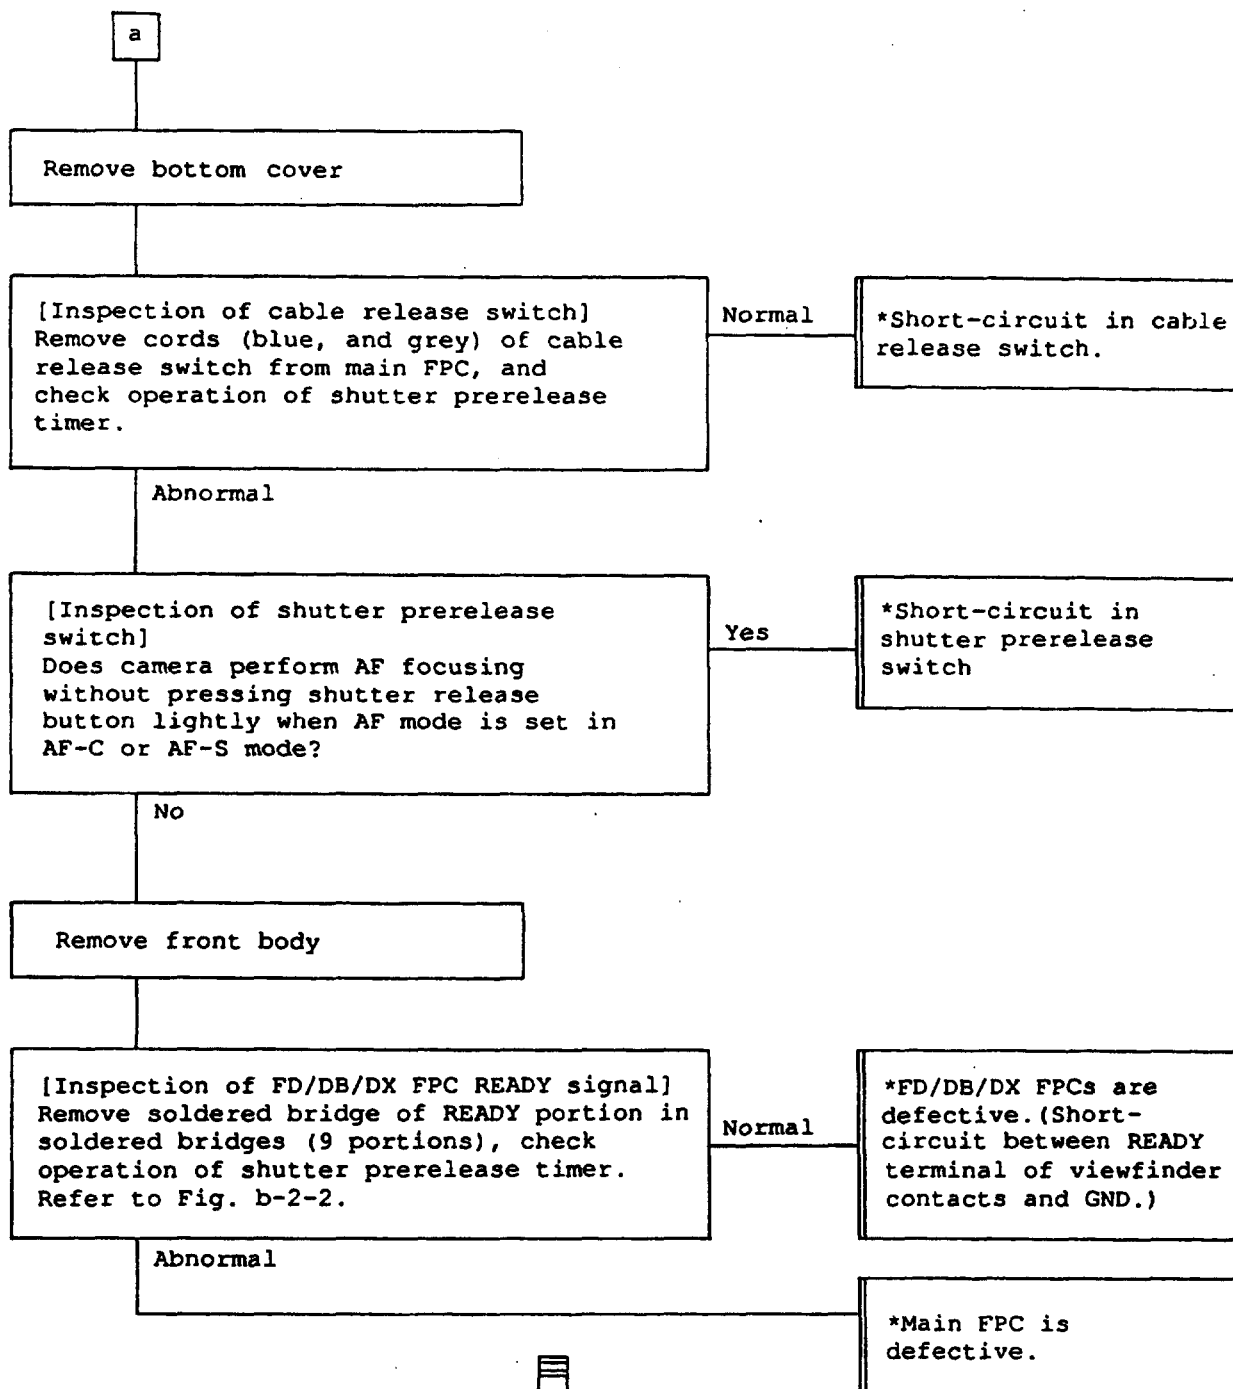 a
Remove bottom cover
[Inspection of cable release switch]
Remove cords (blue, and grey) of cable
release switch from main FPC, and
check operation of shutter prerelease
timer.
Normal
*Short-circuit in cable
release switch.
Abnormal
[Inspection of shutter prerelease
switch]
Does camera perform AF focusing
without pressing shutter release
button lightly when AF mode is set in
AF-C or AF-S mode?
Yes
*Short-circuit in
shutter prerelease
switch
No
Remove front body
[Inspection of FD/DB/DX FPC READY signal]
Remove soldered bridge of READY portion in
soldered bridges (9 portions), check
operation of shutter prerelease timer.
Refer to Fig. b-2-2.
Normal
*FD/DB/DX FPCs are
defective.(Short-
circuit between READY
terminal of viewfinder
contacts and GND.)
Abnormal
*Main FPC is
defective.